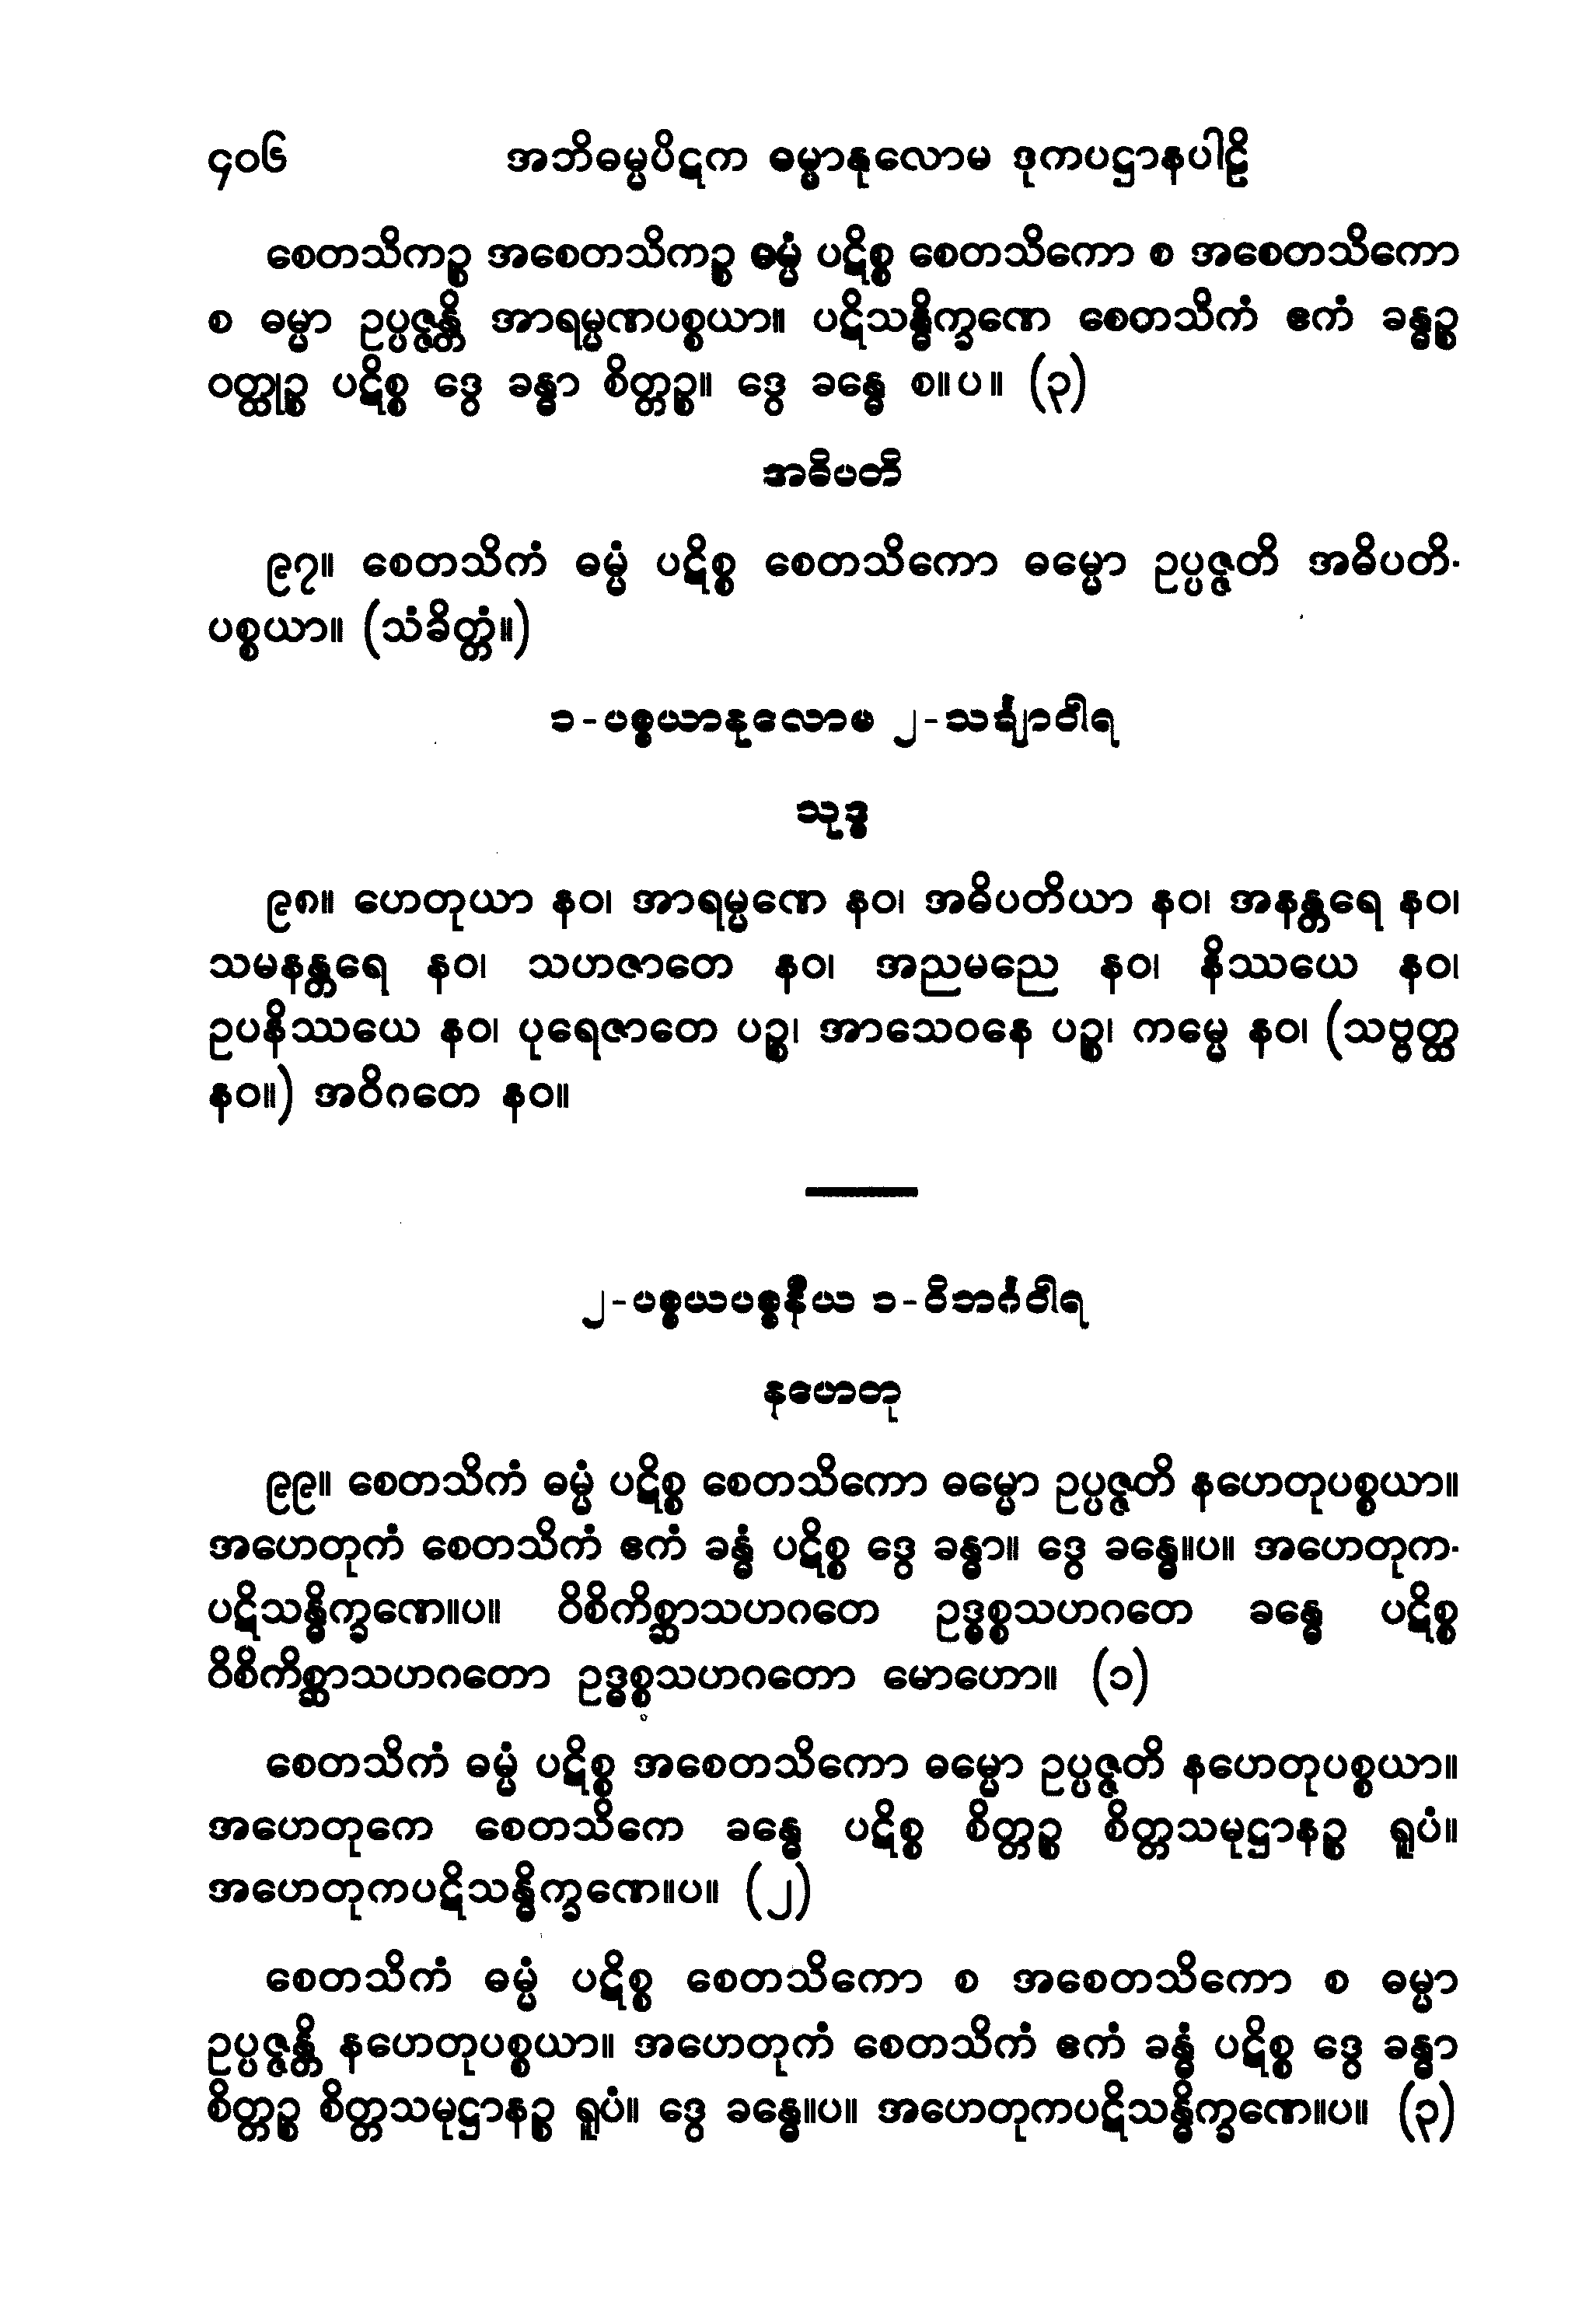 ၄၀၆ အဘိဓမ္မပိဋက ဓမ္မာနုလောမ ဒုကပဋ္ဌာနပါဠိ
စေတသိကဉ္စ အစေတသိကဉ္စ ဓမ္မံ ပဋိစ္စ စေတသိကော စ အစေတသိကော
စ ဓမ္မာ ဥပ္ပဇ္ဇန္တိ အာရမ္မဏပစ္စယာ။ ပဋိသန္ဓိက္ခဏေ စေတသိကံ ဧကံ ခန္ဓဉ္စ
ဝတ္ထုဉ္စ ပဋိစ္စ ဒွေ ခန္ဓာ စိတ္တဉ္စ။ ဒွေ ခန္ဓေ စ။ပ။ (၃)
အဓိပတိ
၉၇။ စေတသိကံ ဓမ္မံ ပဋိစ္စ စေတသိကော ဓမ္မော ဥပ္ပဇ္ဇတိ အဓိပတိ-
ပစ္စယာ။ (သံခိတ္တံ။)
၁-ပစ္စယာနုလောမ ၂-သင်္ချာဝါရ
သုဒ္ဓ
၉၈။ ဟေတုယာ နဝ၊ အာရမ္မဏေ နဝ၊ အဓိပတိယာ နဝ၊ အနန္တရေ နဝ၊
သမနန္တရေ နဝ၊ သဟဇာတေ နဝ၊ အညမညေ နဝ၊ နိဿယေ နဝ၊
ဥပနိဿယေ နဝ၊ ပုရေဇာတေ ပဉ္စ၊ အာသေဝနေ ပဉ္စ၊ ကမ္မေ နဝ၊ (သဗ္ဗတ္ထ
နဝ။) အဝိဂတေ နဝ။
၂-ပစ္စယပစ္စနီယ ၁-ဝိဘင်္ဂဝါရ
နဟေတု
၉၉။ စေတသိကံ ဓမ္မံ ပဋိစ္စ စေတသိကော ဓမ္မော ဥပ္ပဇ္ဇတိ နဟေတုပစ္စယာ။
အဟေတုကံ စေတသိကံ ဧကံ ခန္ဓံ ပဋိစ္စ ဒွေ ခန္ဓာ။ ဒွေ ခန္ဓေ။ပ။ အဟေတုက-
ပဋိသန္ဓိက္ခဏေ။ပ။ ဝိစိကိစ္ဆာသဟဂတေ ဥဒ္ဓစ္စသဟဂတေ ခန္ဓေ ပဋိစ္စ
ဝိစိကိစ္ဆာသဟဂတော ဥဒ္ဓစ္စသဟဂတော မောဟော။ (၁)
စေတသိကံ ဓမ္မံ ပဋိစ္စ အစေတသိကော ဓမ္မော ဥပ္ပဇ္ဇတိ နဟေတုပစ္စယာ။
အဟေတုကေ စေတသိကေ ခန္ဓေ ပဋိစ္စ စိတ္တဉ္စ စိတ္တသမုဋ္ဌာနဉ္စ ရူပံ။
အဟေတုကပဋိသန္ဓိက္ခဏေ။ပ။ (၂)
စေတသိကံ ဓမ္မံ ပဋိစ္စ စေတသိကော စ အစေတသိကော စ ဓမ္မာ
ဥပ္ပဇ္ဇန္တိ နဟေတုပစ္စယာ။ အဟေတုကံ စေတသိကံ ဧကံ ခန္ဓံ ပဋိစ္စ ဒွေ ခန္ဓာ
စိတ္တဉ္စ စိတ္တသမုဋ္ဌာနဉ္စ ရူပံ။ ဒွေ ခန္ဓေ။ပ။ အဟေတုကပဋိသန္ဓိက္ခဏေ။ပ။ (၃)